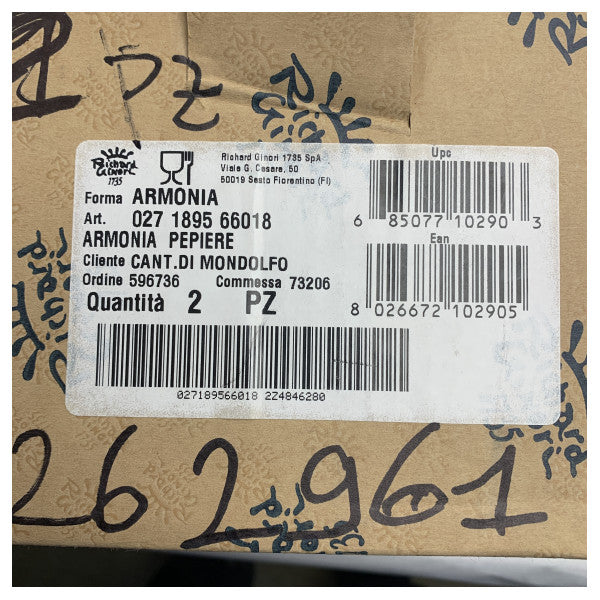 PZ
Richard
Ginori
1735
Richard Ginori 1735 SpA
Viale G. Cesare, 50
50019 Sesto Fiorentino (FI)
Upc
6 85077 10290 3
Forma ARMONIA
Art. 027 1895 66018
ARMONIA PEPIERE
Cliente CANT.DI MONDOLFO
Ordine 596736 Commessa 73206
Quantità 2 PZ
Ean
8 026672 102905
027189566018 2Z4846280
262961